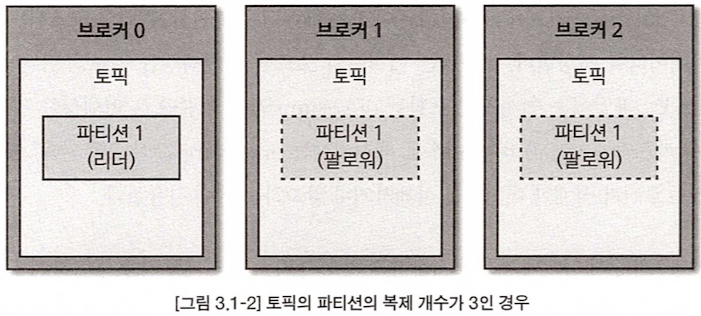 브로커 0
토픽
파티션 1
(리더)
브로커 1
토픽
파티션 1
(팔로워)
브로커 2
토픽
파티션 1
(팔로워)
[그림 3.1-2] 토픽의 파티션의 복제 개수가 3인 경우